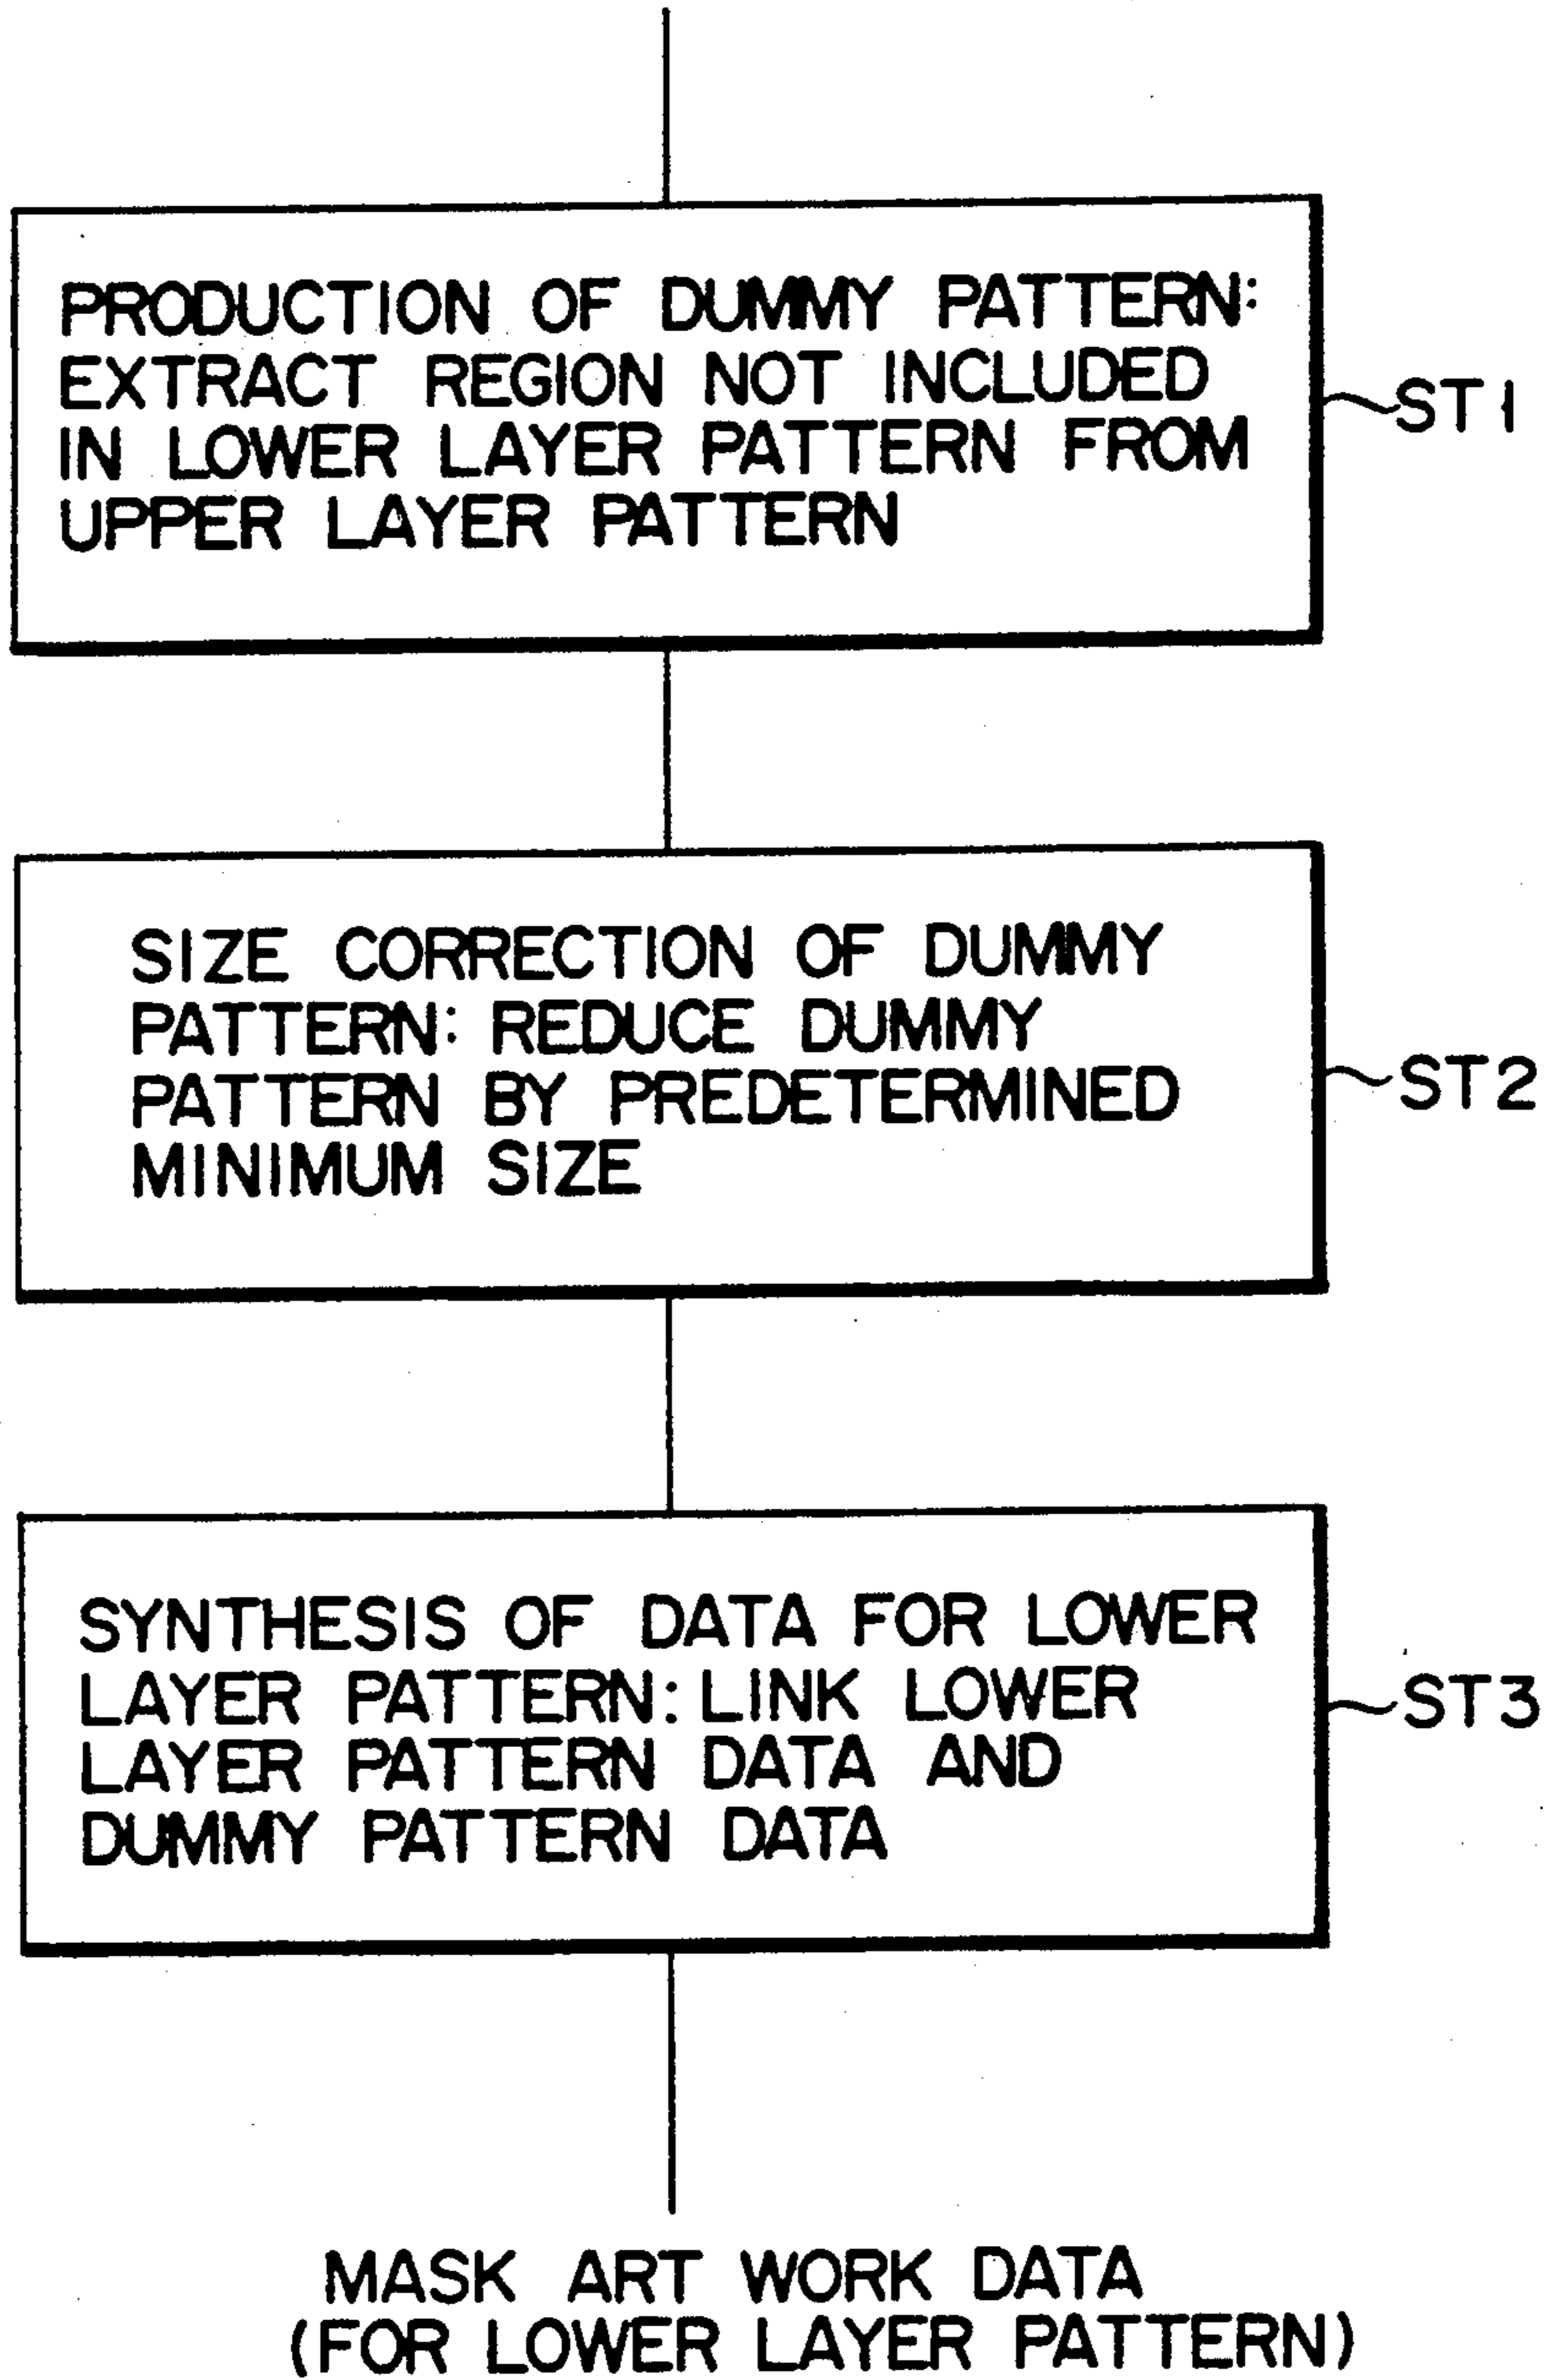 PRODUCTION OF DUMMY PATTERN:
EXTRACT REGION NOT INCLUDED
IN LOWER LAYER PATTERN FROM
UPPER LAYER PATTERN
ST1
SIZE CORRECTION OF DUMMY
PATTERN: REDUCE DUMMY
PATTERN BY PREDETERMINED
MINIMUM SIZE
ST2
SYNTHESIS OF DATA FOR LOWER
LAYER PATTERN: LINK LOWER
LAYER PATTERN DATA AND
DUMMY PATTERN DATA
ST3
MASK ART WORK DATA
(FOR LOWER LAYER PATTERN)